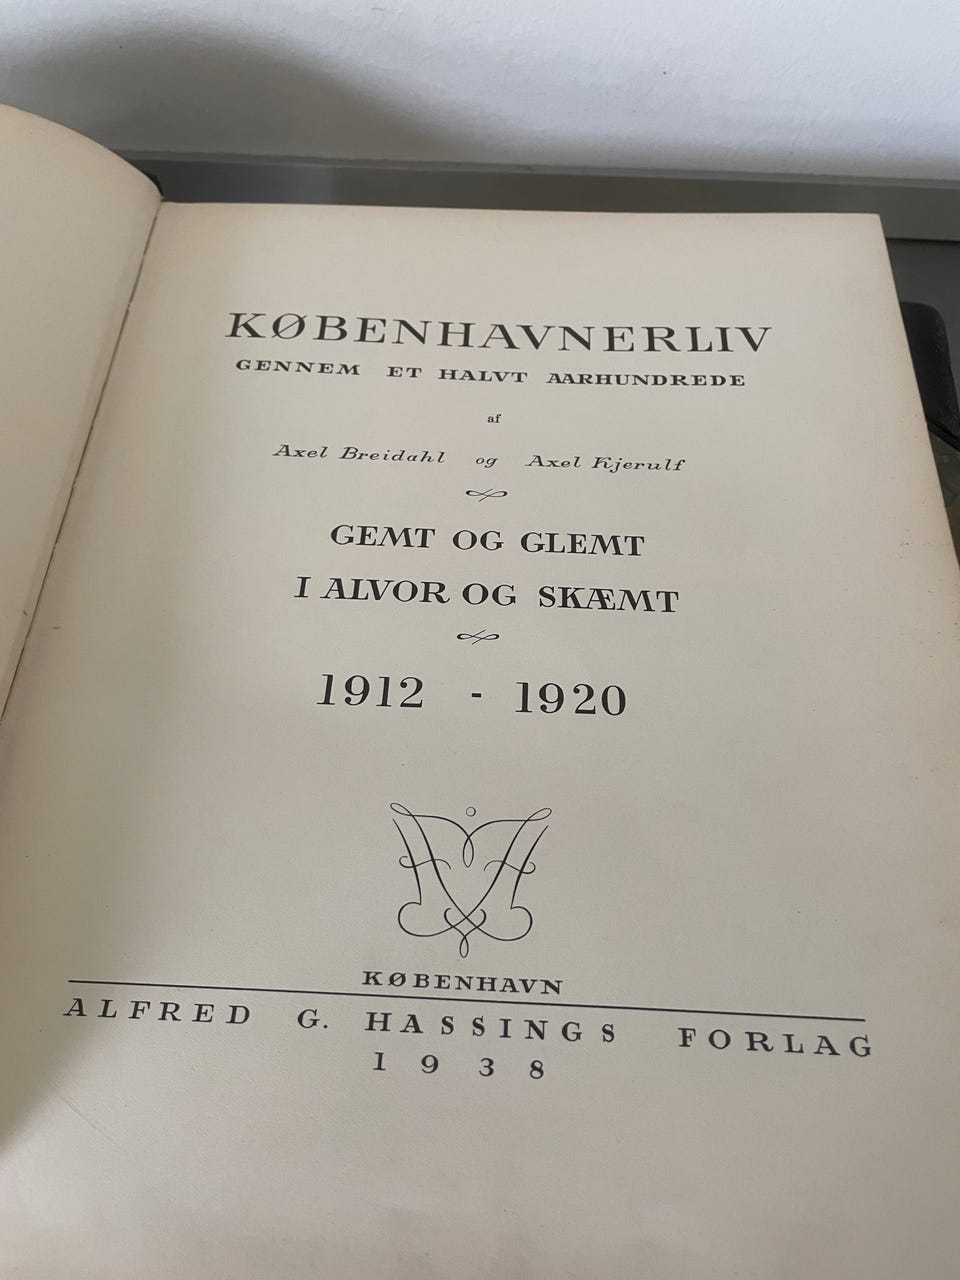 KØBENHAVNERLIV
GENNEM ET HALVT AARHUNDREDE
af
Axel Breidahl og Axel Kjerulf
GEMT OG GLEMT
I ALVOR OG SKÆMT
1912 - 1920
KØBENHAVN
ALFRED G. HASSINGS FORLAG
1938